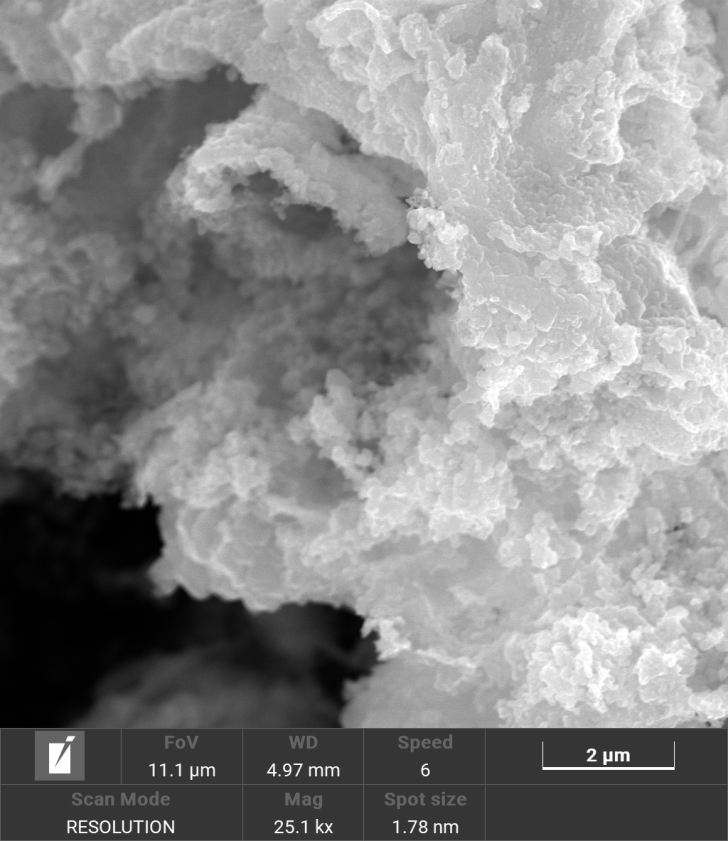 FoV WD Speed
11.1 µm 4.97 mm 6
2 µm
Scan Mode Mag Spot size
RESOLUTION 25.1 kx 1.78 nm